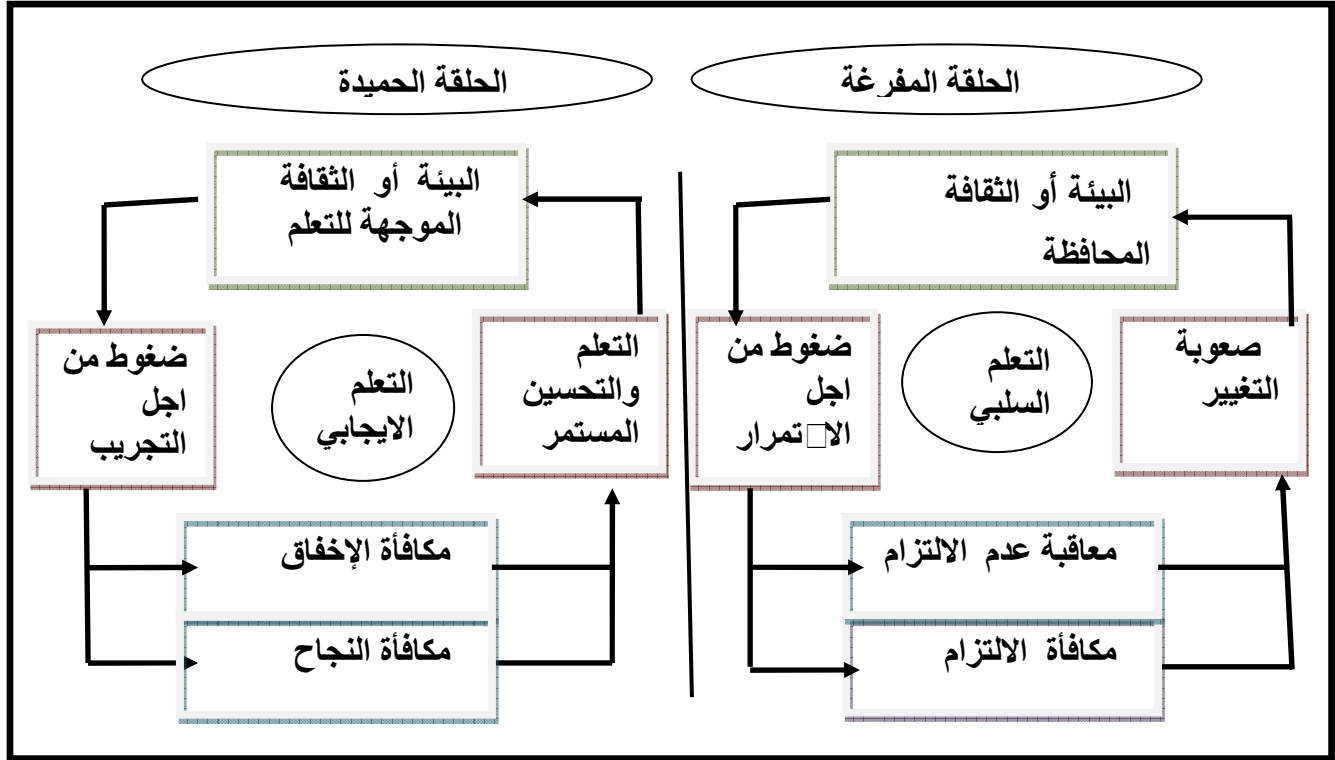 الحلقة المفرغة
البيئة أو الثقافة
المحافظة
صعوبة
التغيير
التعلم
السلبي
ضغوط من
اجل
الا□تمرار
معاقبة عدم الالتزام
مكافأة الالتزام
الحلقة الحميدة
البيئة أو الثقافة
الموجهة للتعلم
التعلم
والتحسين
المستمر
التعلم
الايجابي
ضغوط من
اجل
التجريب
مكافأة الإخفاق
مكافأة النجاح